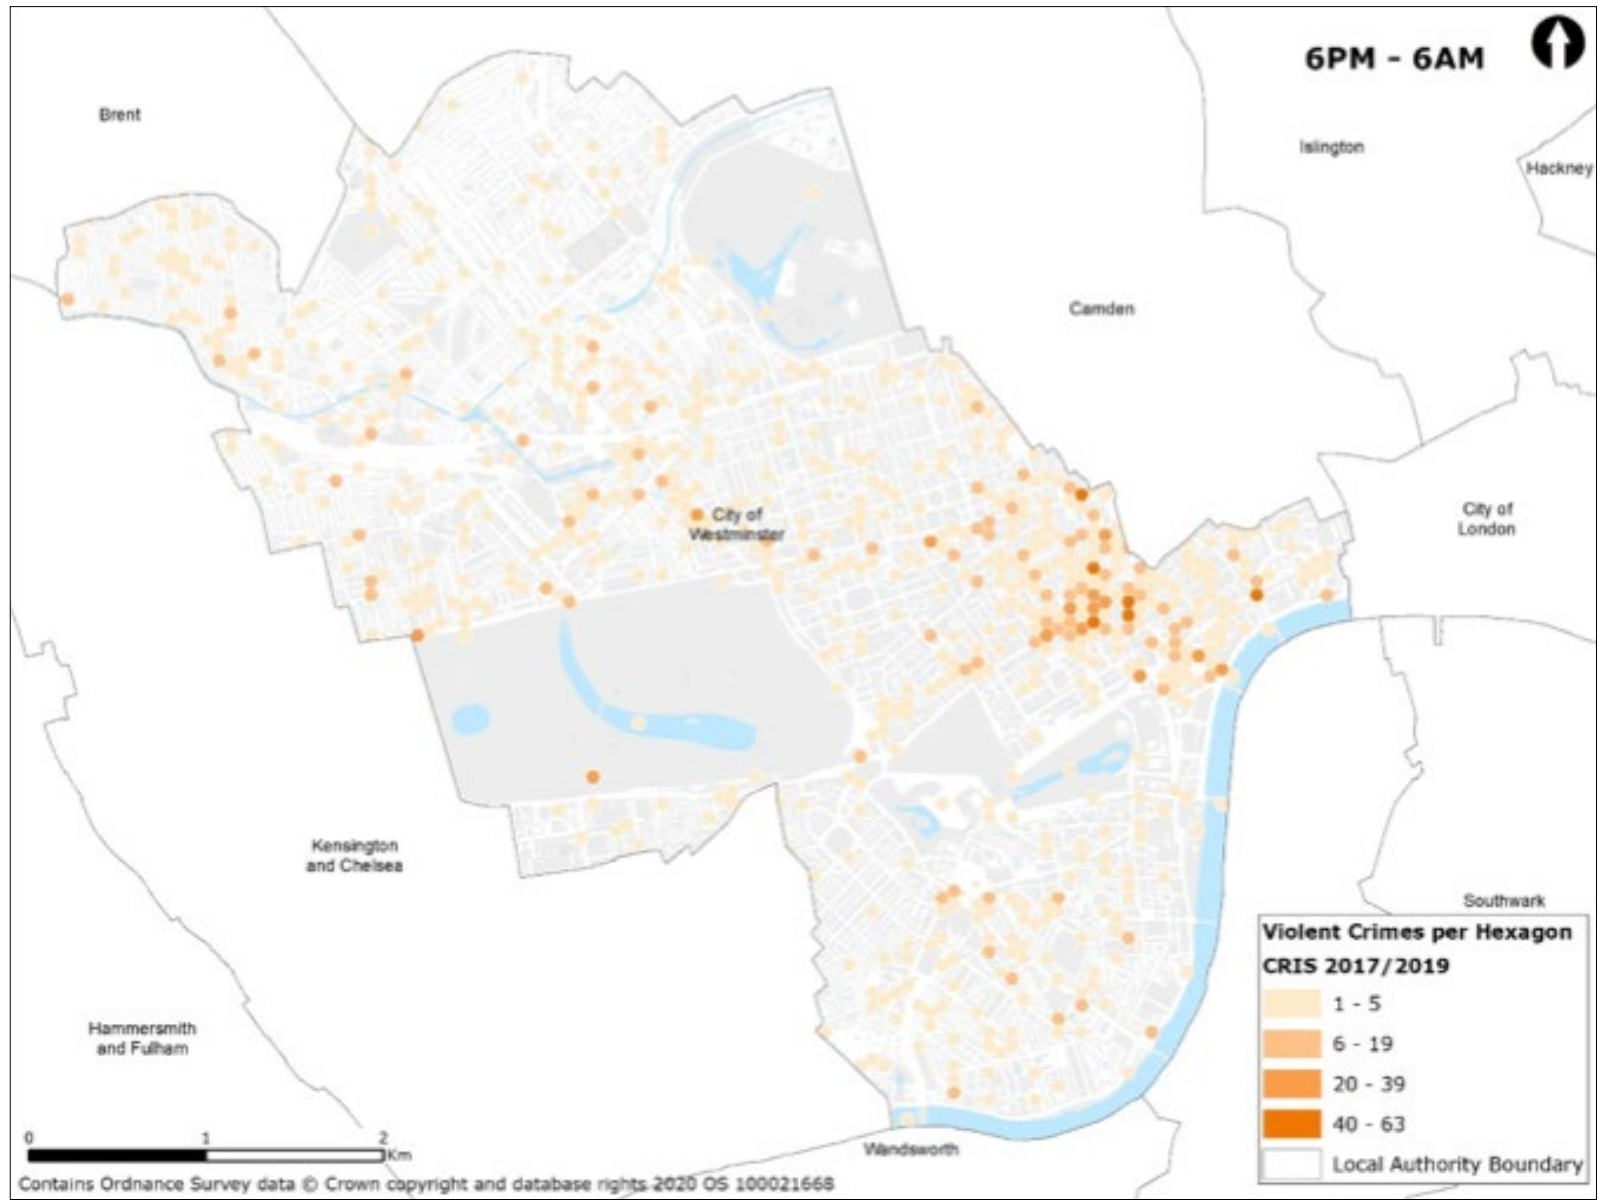 6PM - 6AM
Brent
Islington
Hackney
Camden
City of
Westminster
City of
London
Kensington
and Chelsea
Southwark
Hammersmith
and Fulham
Wandsworth
Violent Crimes per Hexagon
CRIS 2017/2019
1 - 5
6 - 19
20 - 39
40 - 63
Local Authority Boundary
0 1 2
Km
Contains Ordnance Survey data © Crown copyright and database rights 2020 OS 100021668